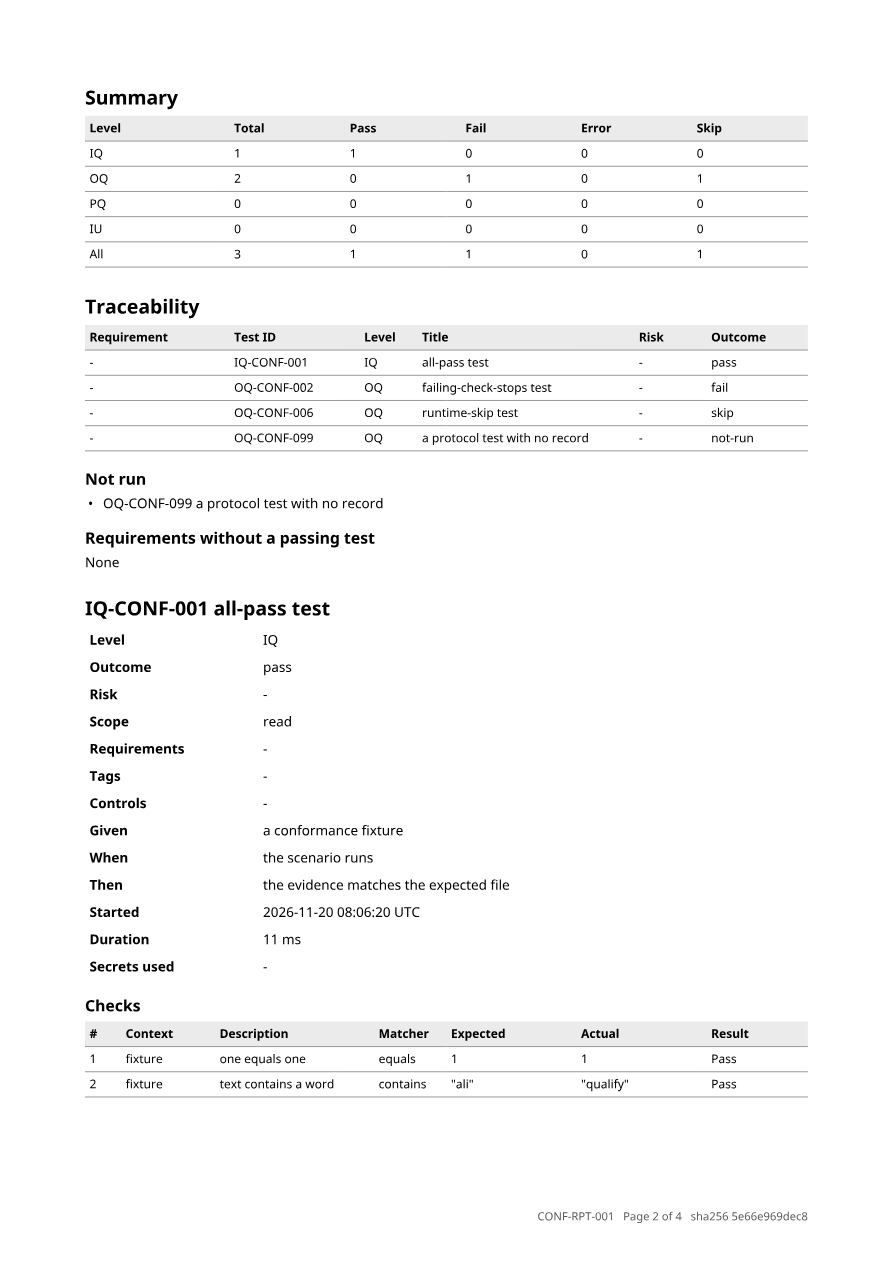 Summary
Level Total Pass Fail Error Skip
IQ 1 1 0 0 0
OQ 2 0 1 0 1
PQ 0 0 0 0 0
IU 0 0 0 0 0
All 3 1 1 0 1
Traceability
Requirement Test ID Level Title Risk Outcome
- IQ-CONF-001 IQ all-pass test - pass
- OQ-CONF-002 OQ failing-check-stops test - fail
- OQ-CONF-006 OQ runtime-skip test - skip
- OQ-CONF-099 OQ a protocol test with no record - not-run
Not run
• OQ-CONF-099 a protocol test with no record
Requirements without a passing test
None
IQ-CONF-001 all-pass test
Level IQ
Outcome pass
Risk -
Scope read
Requirements -
Tags -
Controls -
Given a conformance fixture
When the scenario runs
Then the evidence matches the expected file
Started 2026-11-20 08:06:20 UTC
Duration 11 ms
Secrets used -
Checks
# Context Description Matcher Expected Actual Result
1 fixture one equals one equals 1 1 Pass
2 fixture text contains a word contains "ali" "qualify" Pass
CONF-RPT-001 Page 2 of 4 sha256 5e66e969dec8